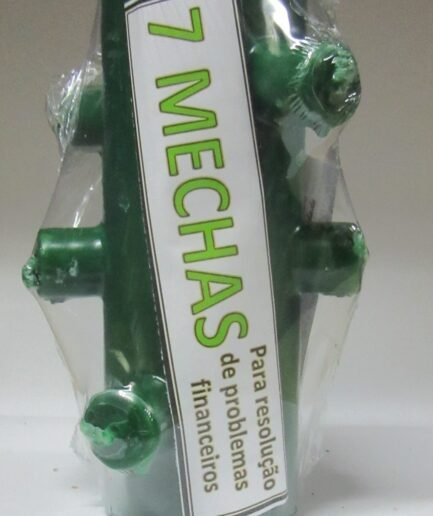 7 MECHAS
Para resolução
de problemas
financeiros